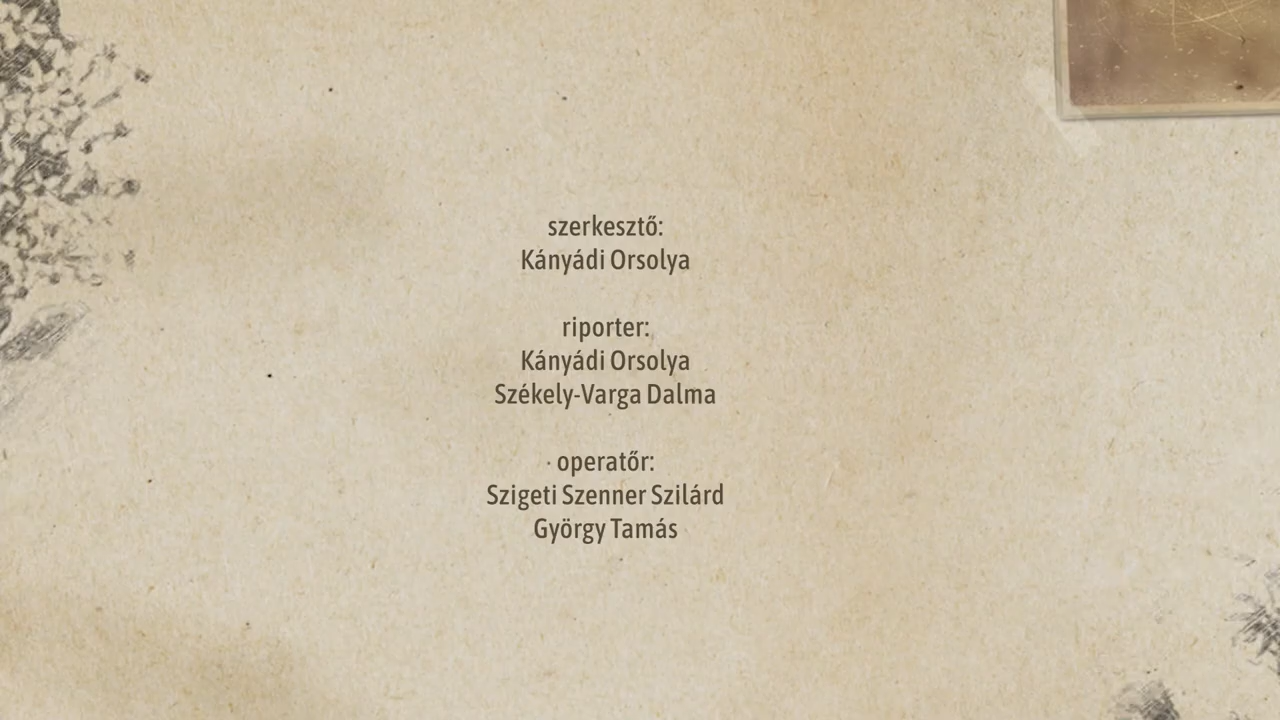 szerkesztő:
Kányádi Orsolya
riporter:
Kányádi Orsolya
Székely-Varga Dalma
operatőr:
Szigeti Szenner Szilárd
György Tamás